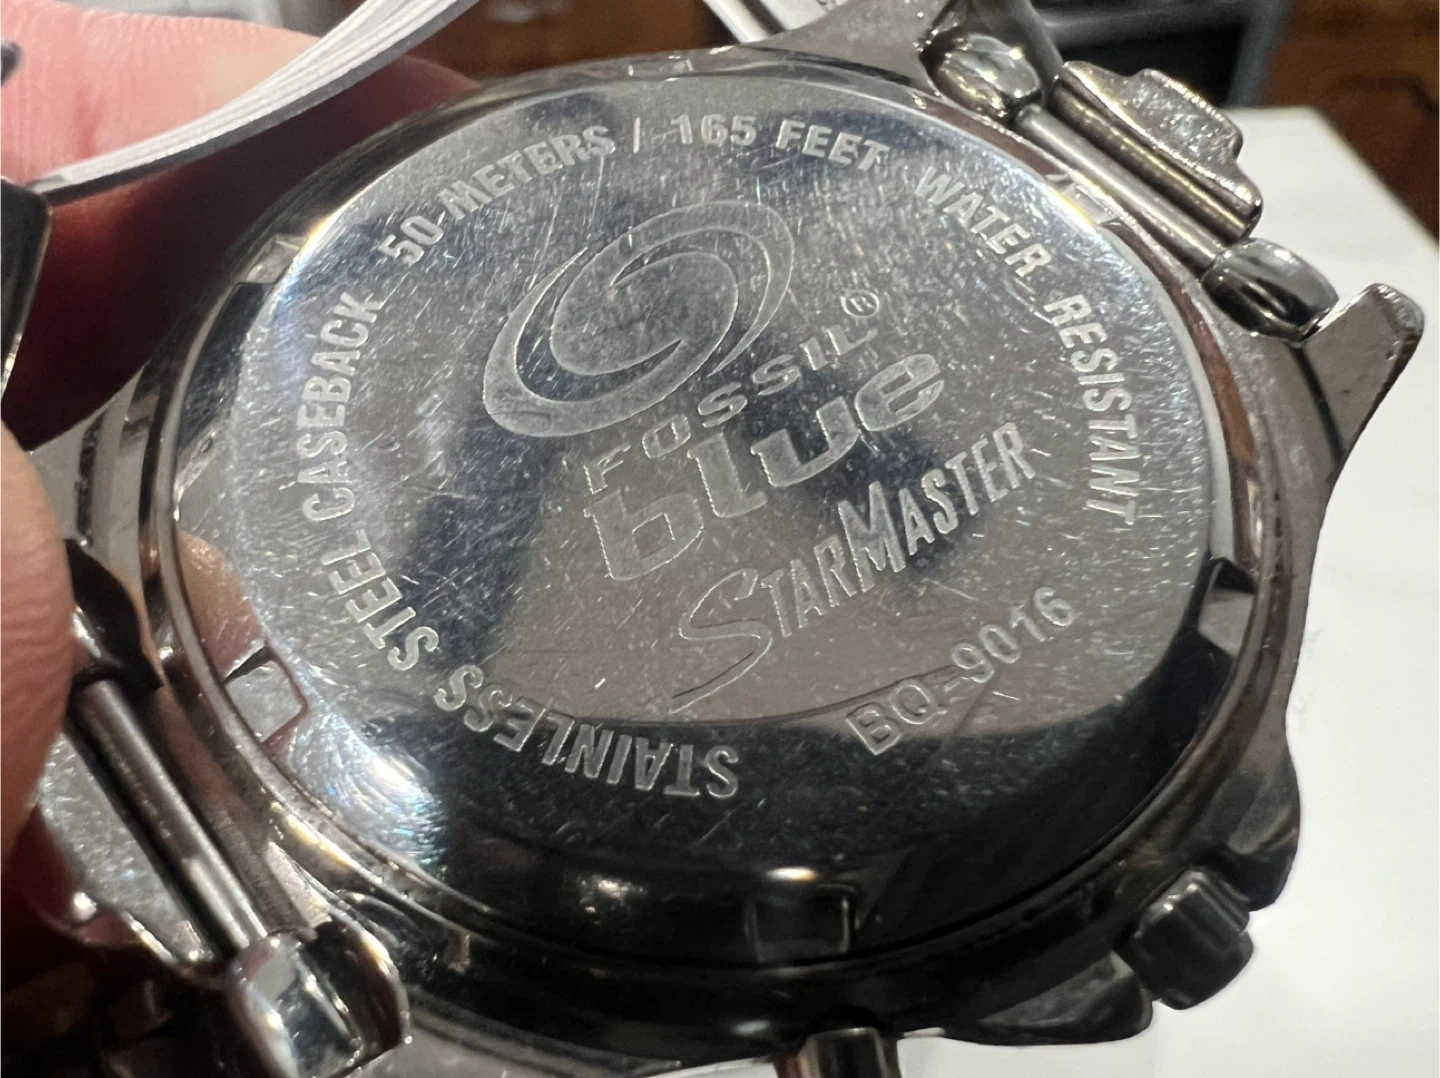 STAINLESS STEEL CASEBACK 50-METERS / 165 FEET WATER RESISTANT
FOSSIL®
blue
STARMASTER
BQ-9016